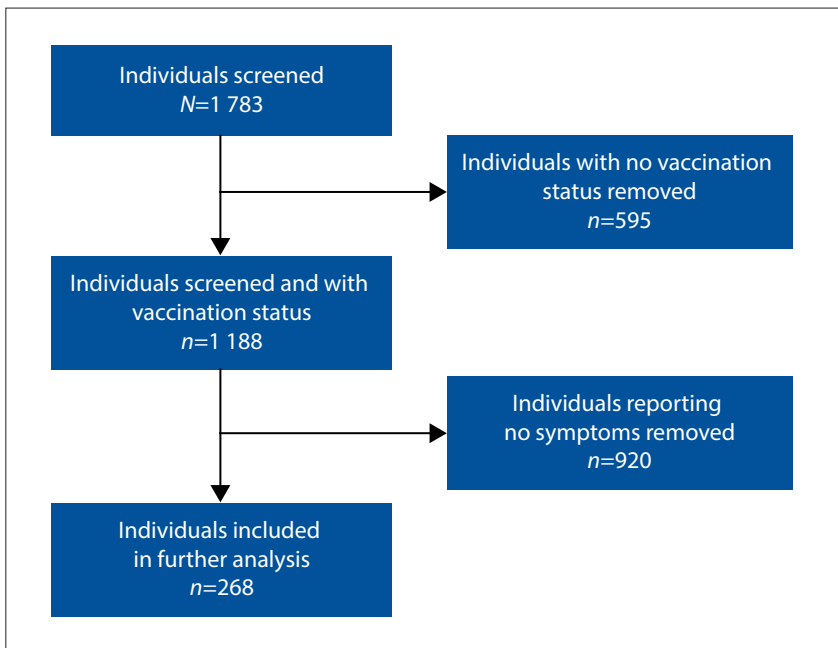 Individuals screened
N=1 783
Individuals with no vaccination
status removed
n=595
Individuals screened and with
vaccination status
n=1 188
Individuals reporting
no symptoms removed
n=920
Individuals included
in further analysis
n=268